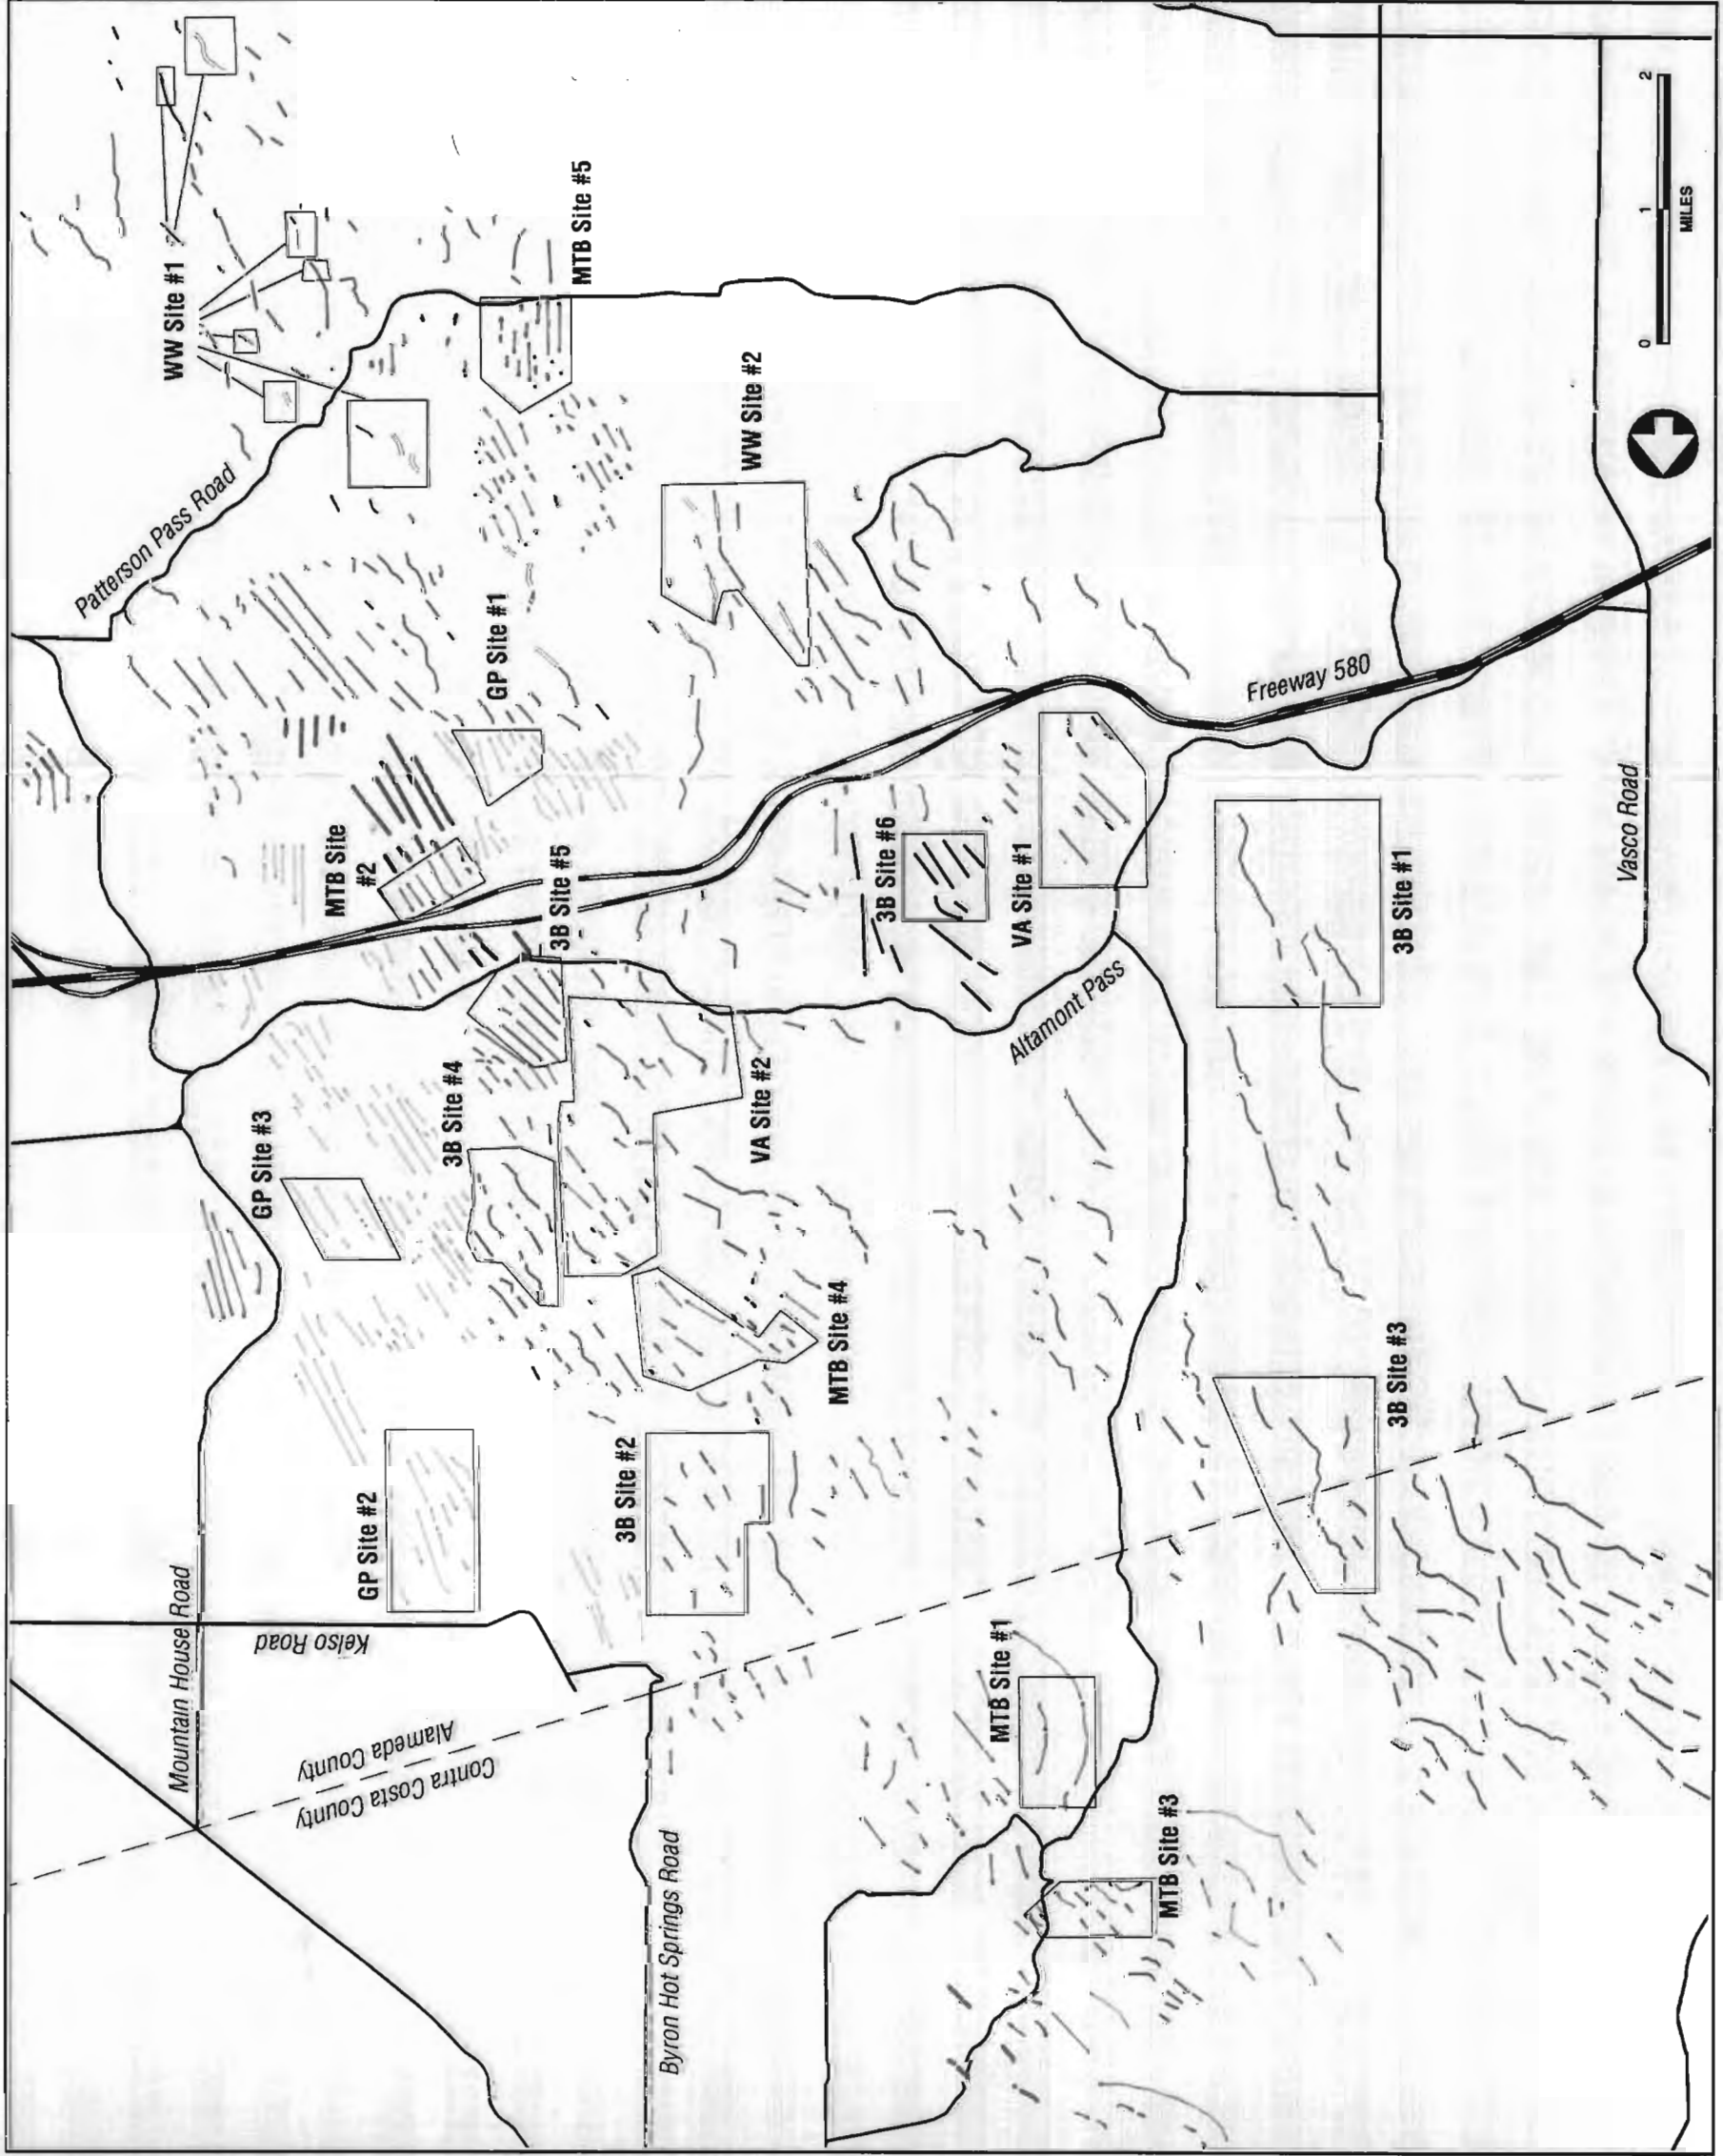 WW Site #1
MTB Site #5
Patterson Pass Road
WW Site #2
GP Site #1
MTB Site
#2
3B Site #5
3B Site #6
VA Site #1
Freeway 580
3B Site #1
Vasco Road
0 1 2
MILES
Altamont Pass
GP Site #3
3B Site #4
VA Site #2
MTB Site #4
3B Site #3
GP Site #2
3B Site #2
Mountain House Road
Kelso Road
Alameda County
Contra Costa County
MTB Site #1
MTB Site #3
Byron Hot Springs Road